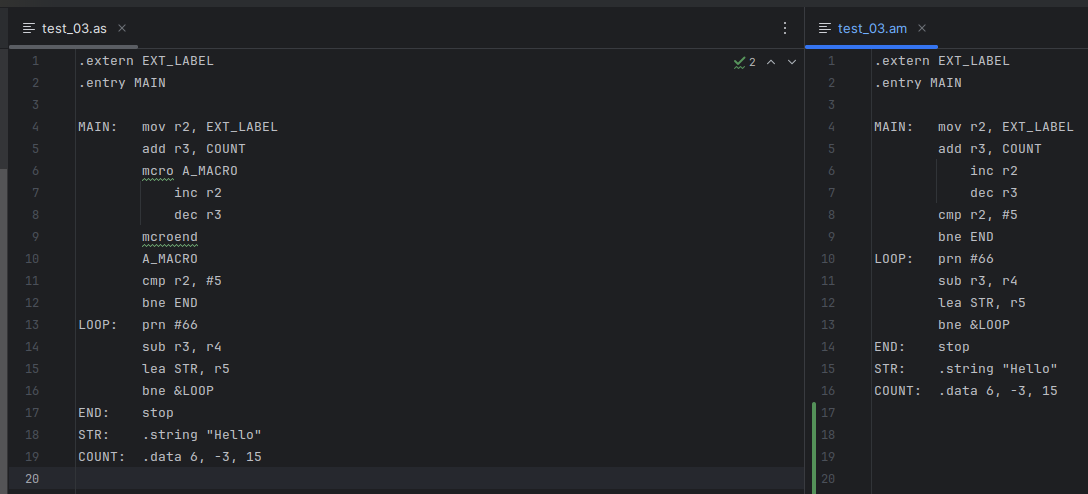 test_03.as
2
1 .extern EXT_LABEL
2 .entry MAIN
3
4 MAIN: mov r2, EXT_LABEL
5 add r3, COUNT
6 mcro A_MACRO
7 inc r2
8 dec r3
9 mcroend
10 A_MACRO
11 cmp r2, #5
12 bne END
13 LOOP: prn #66
14 sub r3, r4
15 lea STR, r5
16 bne &LOOP
17 END: stop
18 STR: .string "Hello"
19 COUNT: .data 6, -3, 15
20
test_03.am
1 .extern EXT_LABEL
2 .entry MAIN
3
4 MAIN: mov r2, EXT_LABEL
5 add r3, COUNT
6 inc r2
7 dec r3
8 cmp r2, #5
9 bne END
10 LOOP: prn #66
11 sub r3, r4
12 lea STR, r5
13 bne &LOOP
14 END: stop
15 STR: .string "Hello"
16 COUNT: .data 6, -3, 15
17
18
19
20